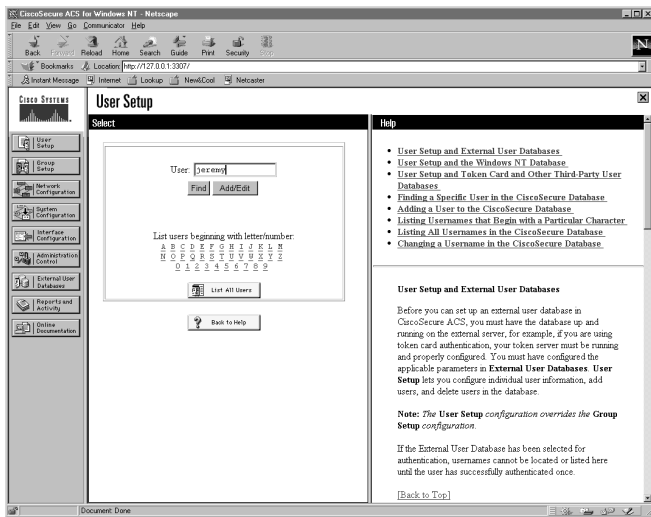 CiscoSecure ACS for Windows NT - Netscape
File Edit View Go Communicator Help
Back Forward Reload Home Search Guide Print Security Stop
N
Bookmarks Location: http://127.0.0.1:3307/
Instant Message Internet Lookup New&Cool Netcaster
CISCO SYSTEMS
User Setup
Group Setup
Network Configuration
System Configuration
Interface Configuration
Administration Control
External User Databases
Reports and Activity
Online Documentation
User Setup
Select
User: jeremy
Find Add/Edit
List users beginning with letter/number:
A B C D E F G H I J K L M
N O P Q R S T U V W X Y Z
0 1 2 3 4 5 6 7 8 9
List All Users
Back to Help
Help
User Setup and External User Databases
User Setup and the Windows NT Database
User Setup and Token Card and Other Third-Party User
Databases
Finding a Specific User in the CiscoSecure Database
Adding a User to the CiscoSecure Database
Listing Usernames that Begin with a Particular Character
Listing All Usernames in the CiscoSecure Database
Changing a Username in the CiscoSecure Database
User Setup and External User Databases
Before you can set up an external user database in
CiscoSecure ACS, you must have the database up and
running on the external server, for example, if you are using
token card authentication, your token server must be running
and properly configured. You must have configured the
applicable parameters in External User Databases. User
Setup lets you configure individual user information, add
users, and delete users in the database.
Note: The User Setup configuration overrides the Group
Setup configuration.
If the External User Database has been selected for
authentication, usernames cannot be located or listed here
until the user has successfully authenticated once.
[Back to Top]
Document: Done